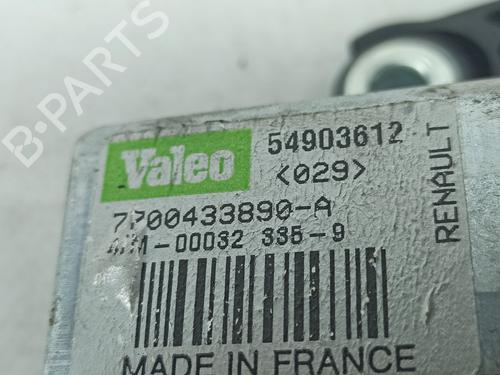 B-PARTS
Valeo
54903612
<029>
7700433890-A
00032 335-9
MADE IN FRANCE
RENAULT